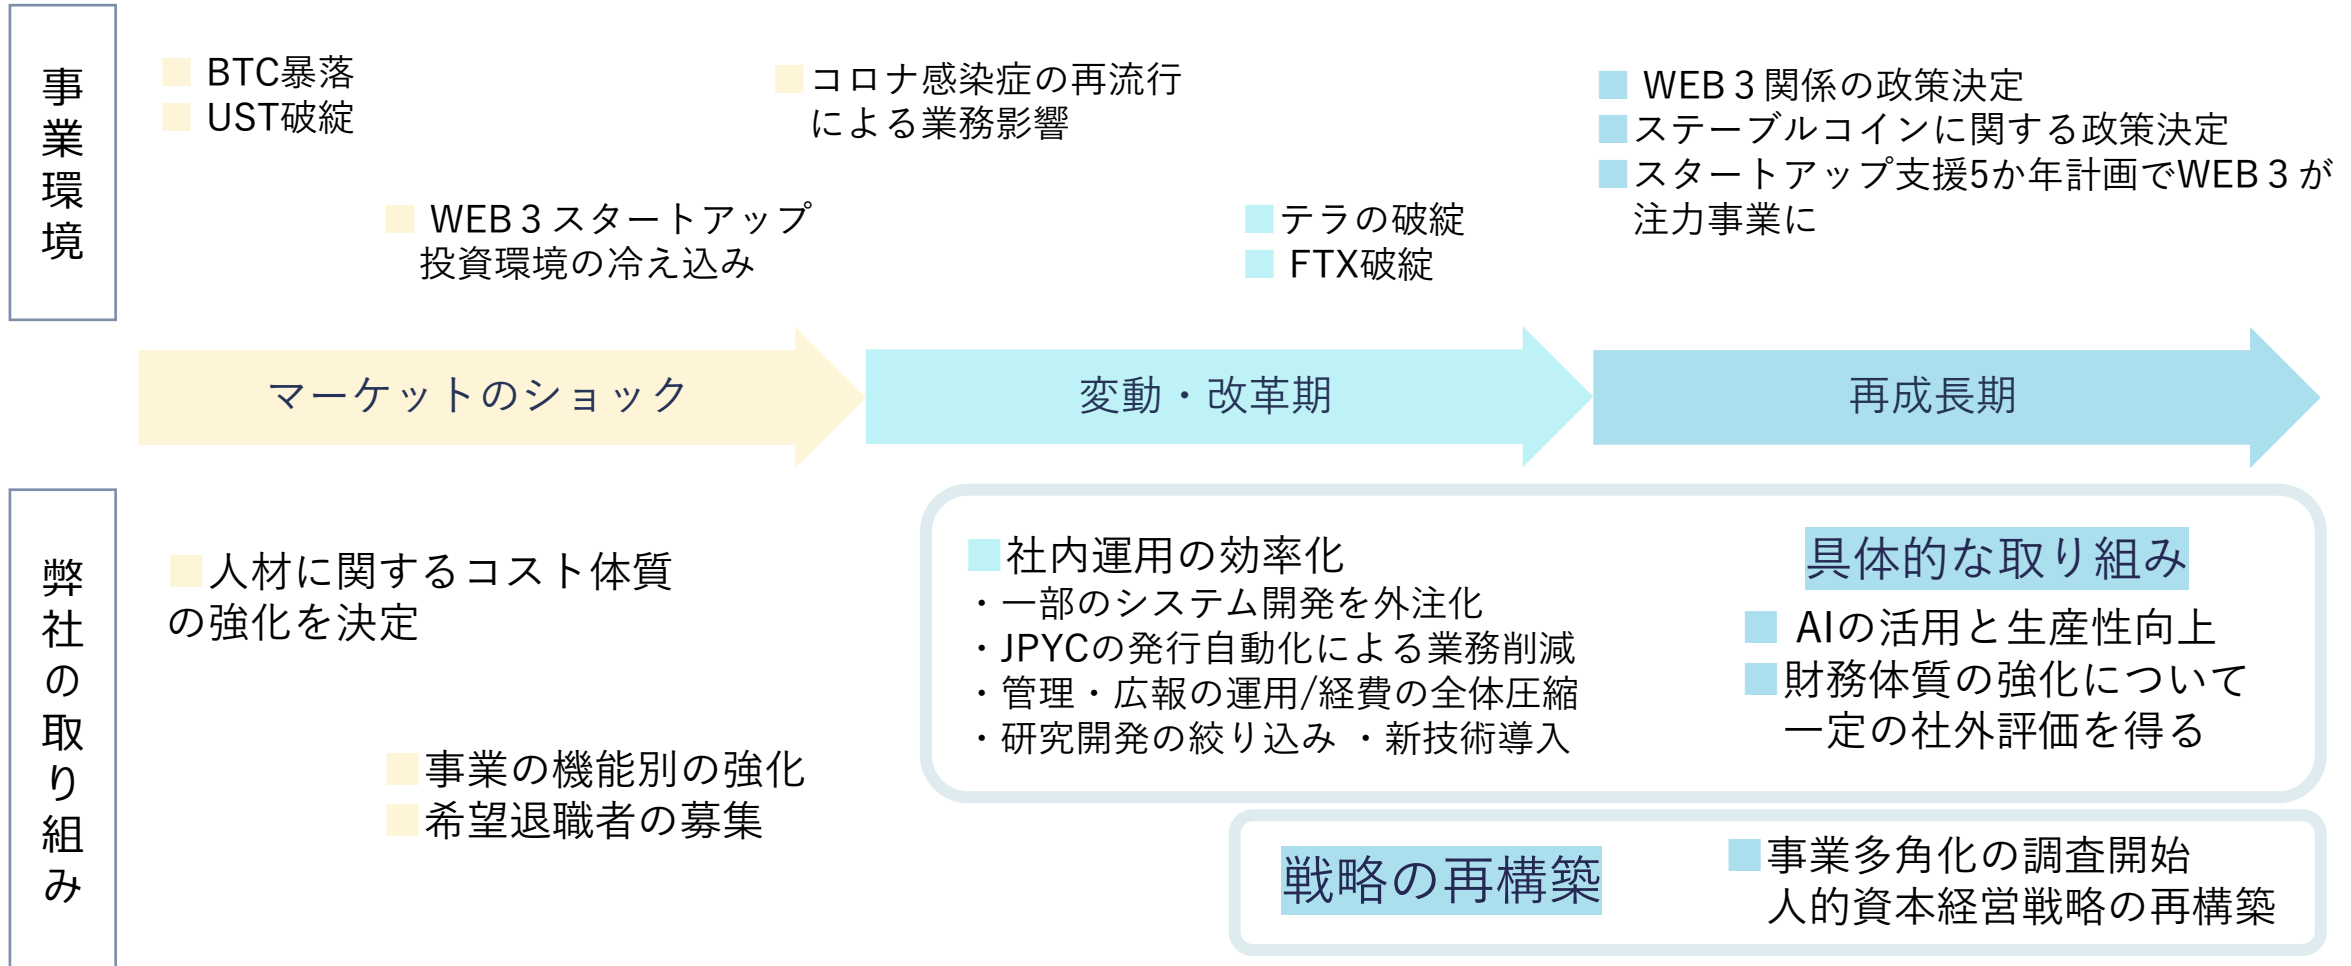 事業環境
■ BTC暴落
■ UST破綻
■ WEB３スタートアップ
投資環境の冷え込み
■コロナ感染症の再流行
による業務影響
■テラの破綻
■ FTX破綻
■ WEB３関係の政策決定
■ステーブルコインに関する政策決定
■スタートアップ支援5か年計画でWEB３が
注力事業に
マーケットのショック
変動・改革期
再成長期
弊社の取り組み
■人材に関するコスト体質
の強化を決定
■事業の機能別の強化
■希望退職者の募集
■社内運用の効率化
・一部のシステム開発を外注化
・JPYCの発行自動化による業務削減
・管理・広報の運用/経費の全体圧縮
・研究開発の絞り込み ・新技術導入
具体的な取り組み
■ AIの活用と生産性向上
■財務体質の強化について
一定の社外評価を得る
戦略の再構築
■事業多角化の調査開始
人的資本経営戦略の再構築